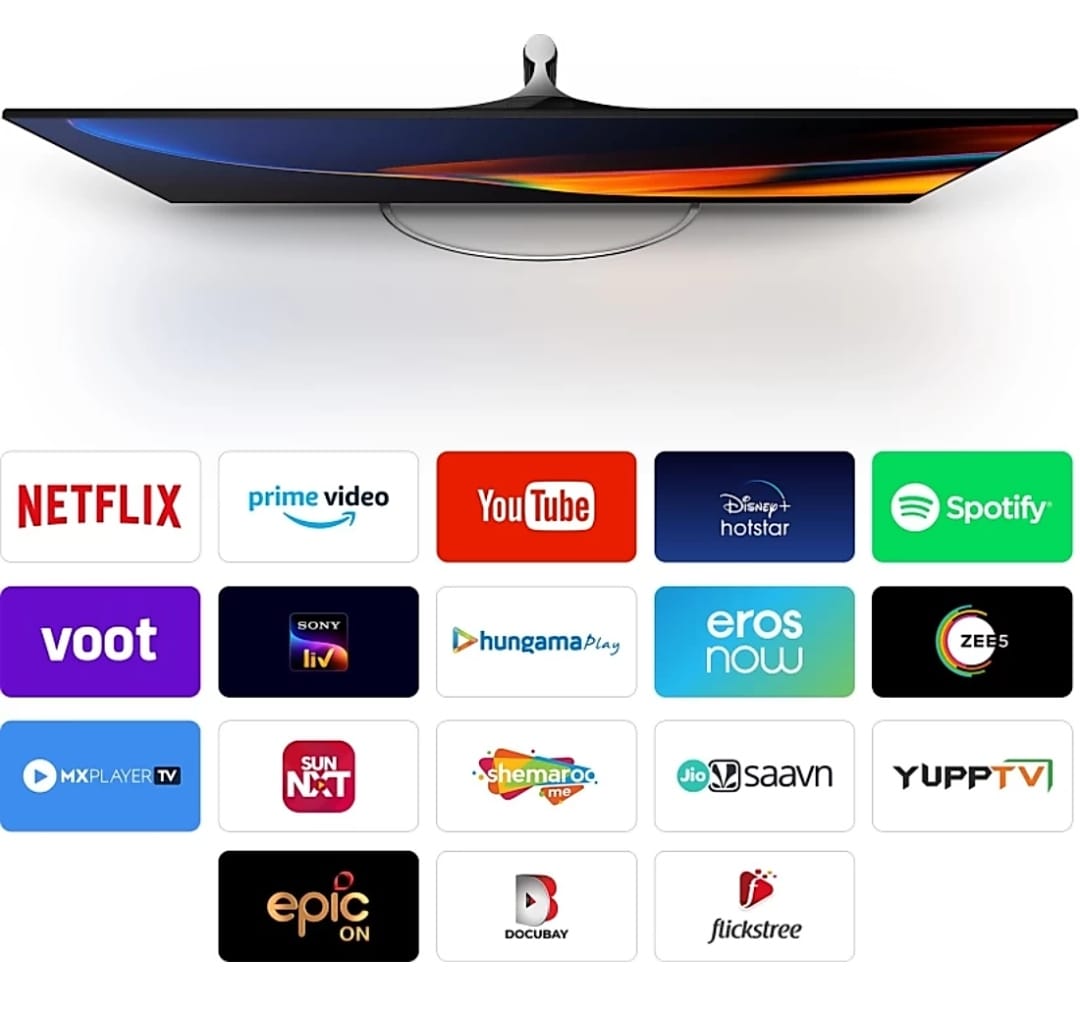 NETFLIX
prime video
YouTube
Disney+
hotstar
Spotify®
voot
SONY
liv
hungama Play
eros
now
ZEE5
MXPLAYER TV
SUN
NXT
shemaroo
me
Jio saavn
YUPPTV
epic
ON
DOCUBAY
flickstree